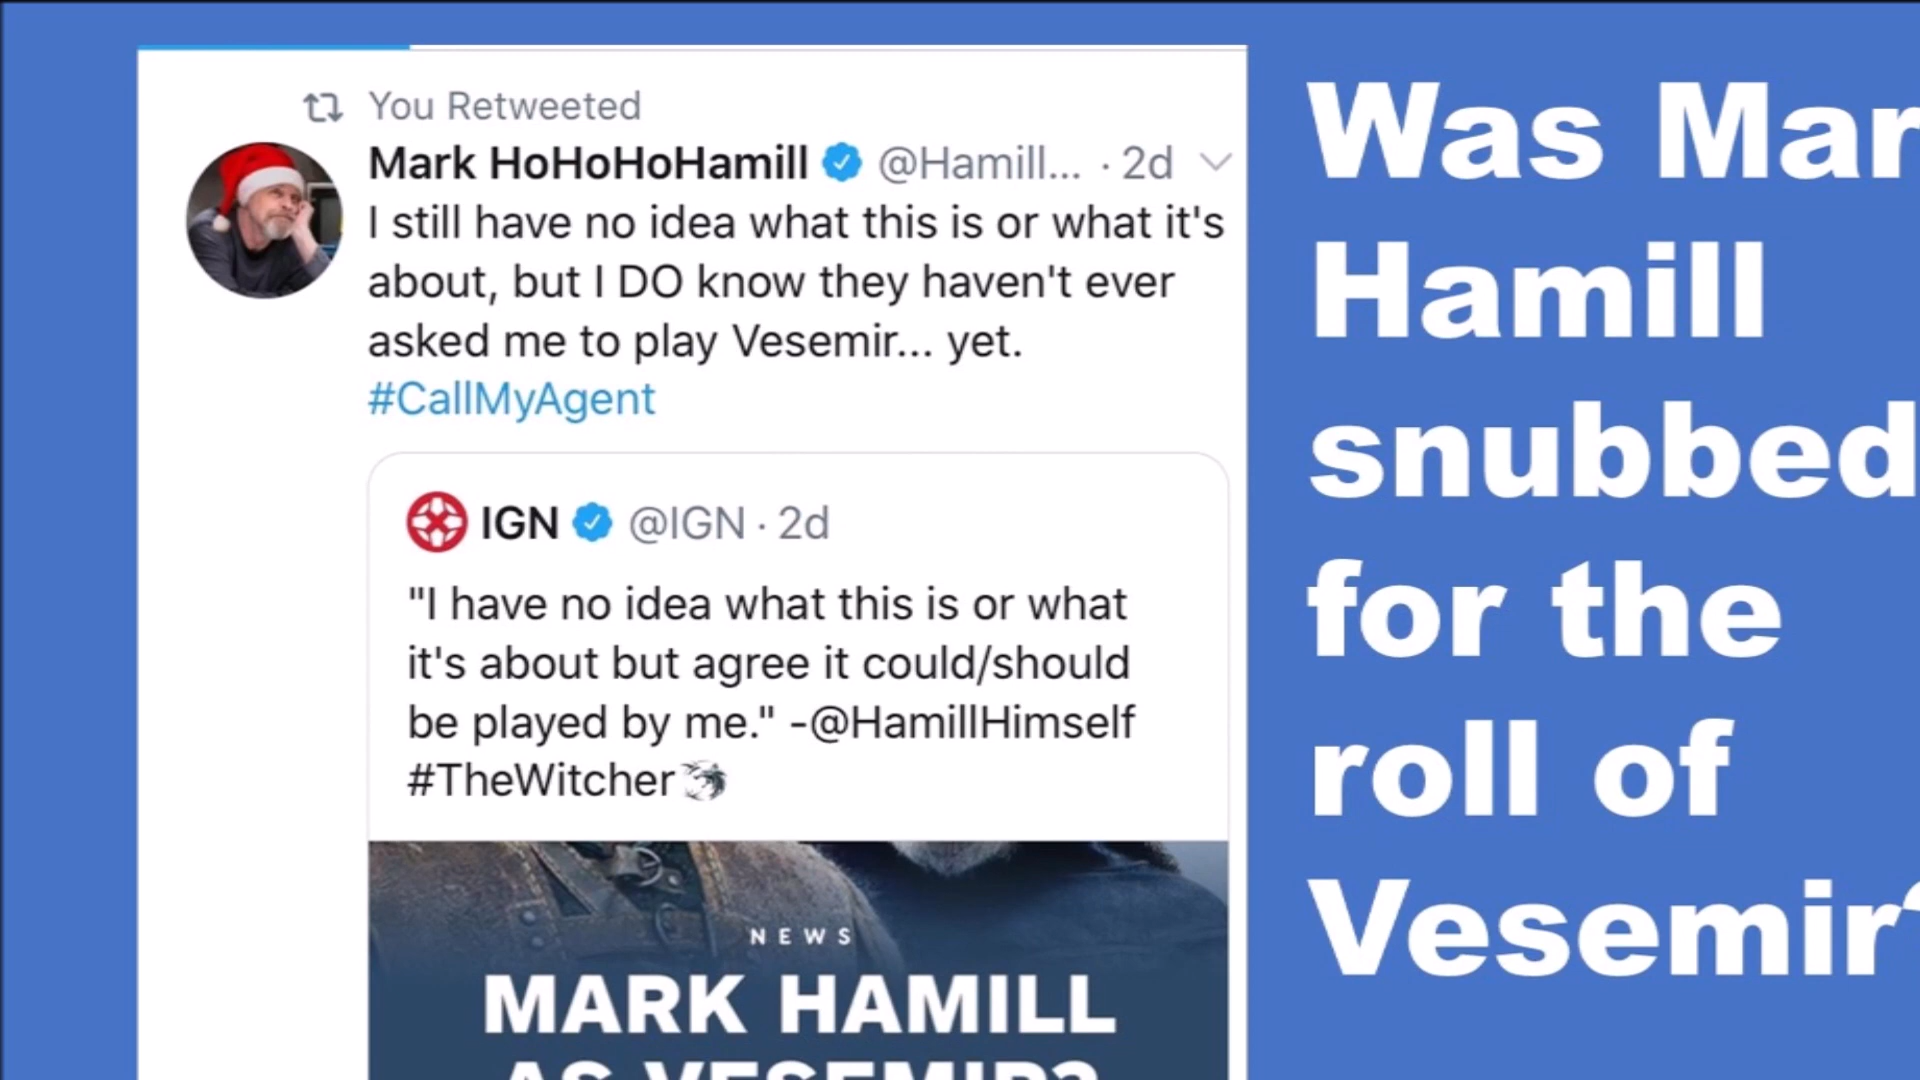 You Retweeted
Mark HoHoHoHamill @Hamill... · 2d
I still have no idea what this is or what it's
about, but I DO know they haven't ever
asked me to play Vesemir... yet.
#CallMyAgent
IGN @IGN · 2d
"I have no idea what this is or what
it's about but agree it could/should
be played by me." -@HamillHimself
#TheWitcher
NEWS
MARK HAMILL
AS VESEMIR?
Was Mar
Hamill
snubbed
for the
roll of
Vesemir?